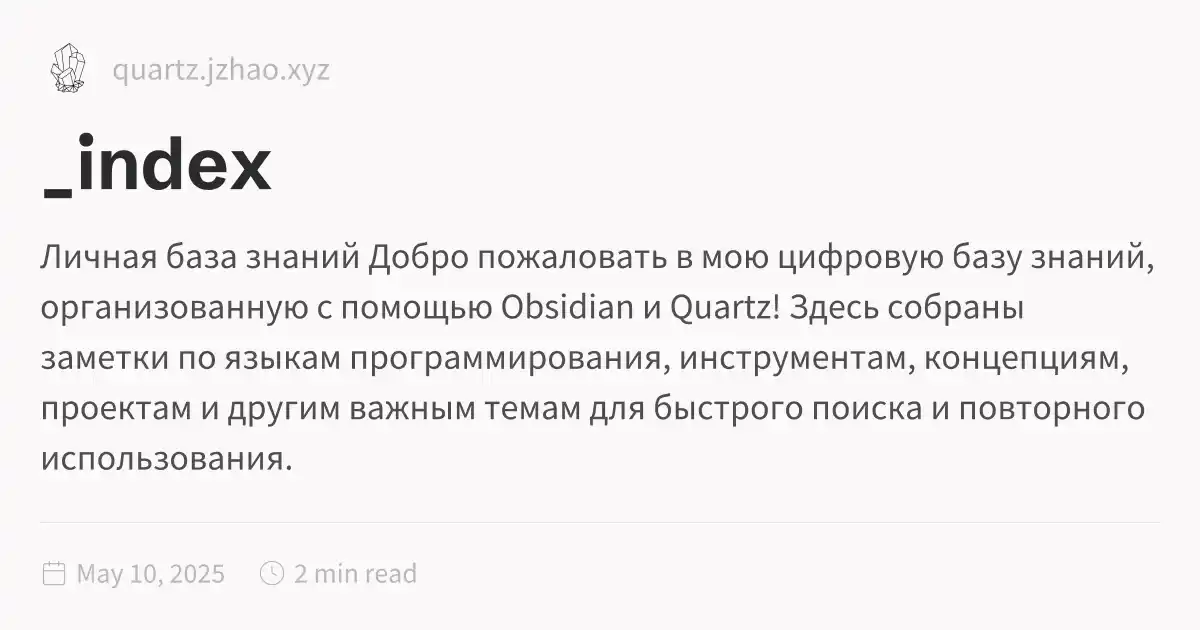 quartz.jzhao.xyz
_index
Личная база знаний Добро пожаловать в мою цифровую базу знаний,
организованную с помощью Obsidian и Quartz! Здесь собраны
заметки по языкам программирования, инструментам, концепциям,
проектам и другим важным темам для быстрого поиска и повторного
использования.
May 10, 2025 2 min read